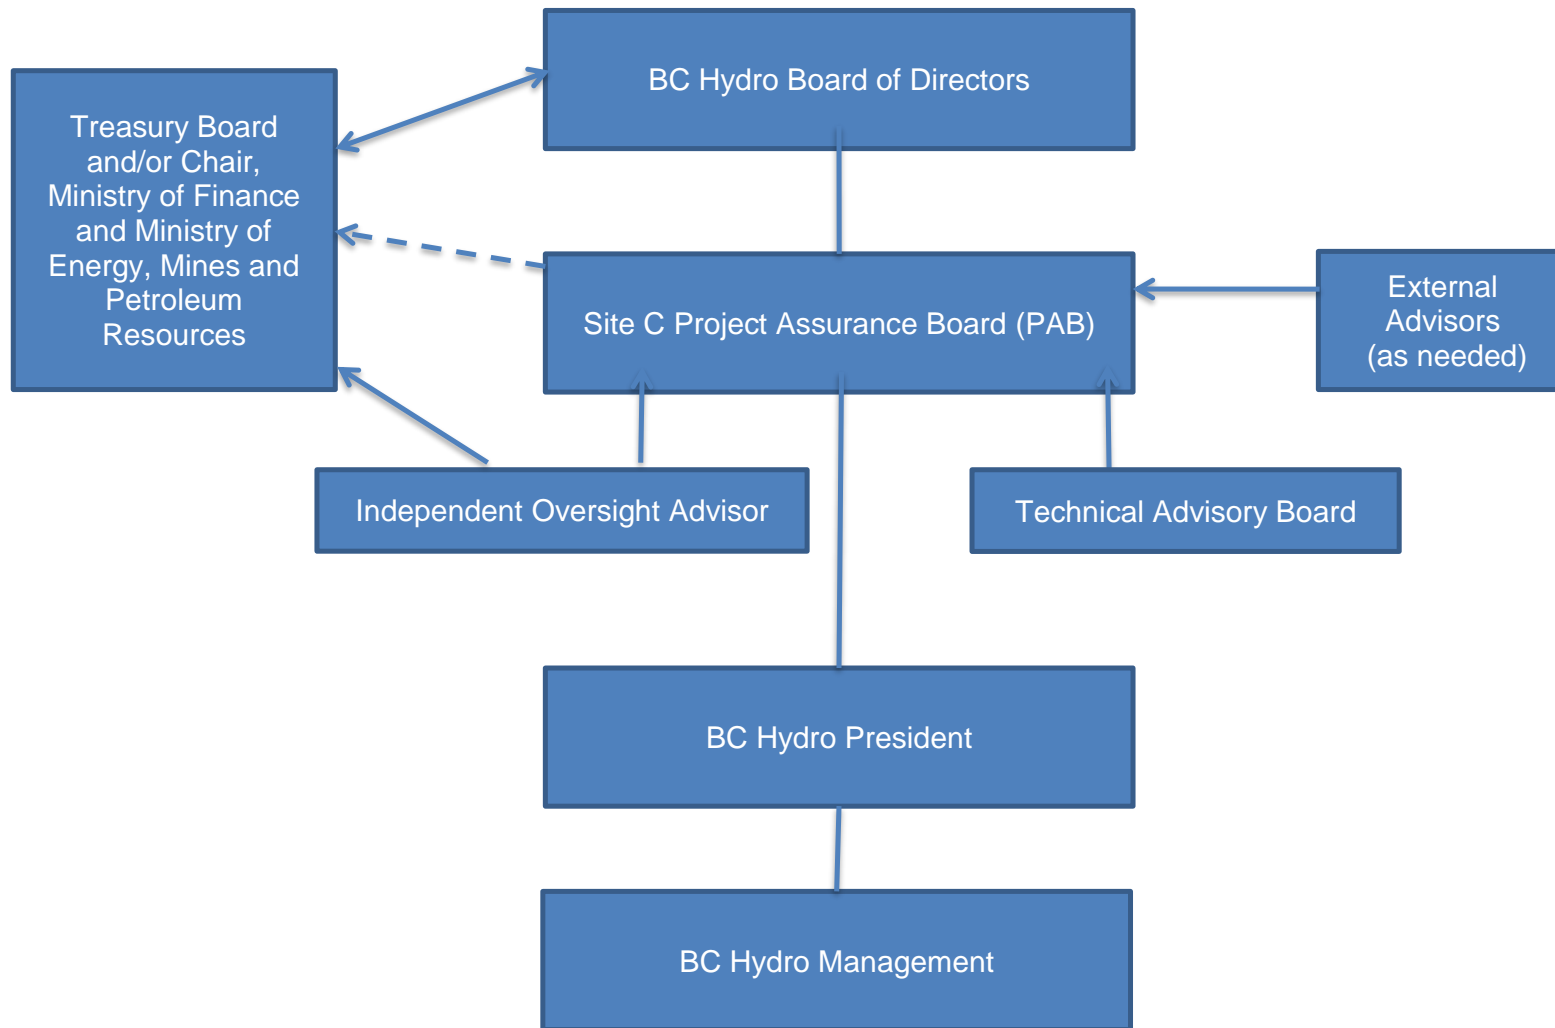 BC Hydro Board of Directors
Treasury Board
and/or Chair,
Ministry of Finance
and Ministry of
Energy, Mines and
Petroleum
Resources
Site C Project Assurance Board (PAB)
External
Advisors
(as needed)
Independent Oversight Advisor
Technical Advisory Board
BC Hydro President
BC Hydro Management